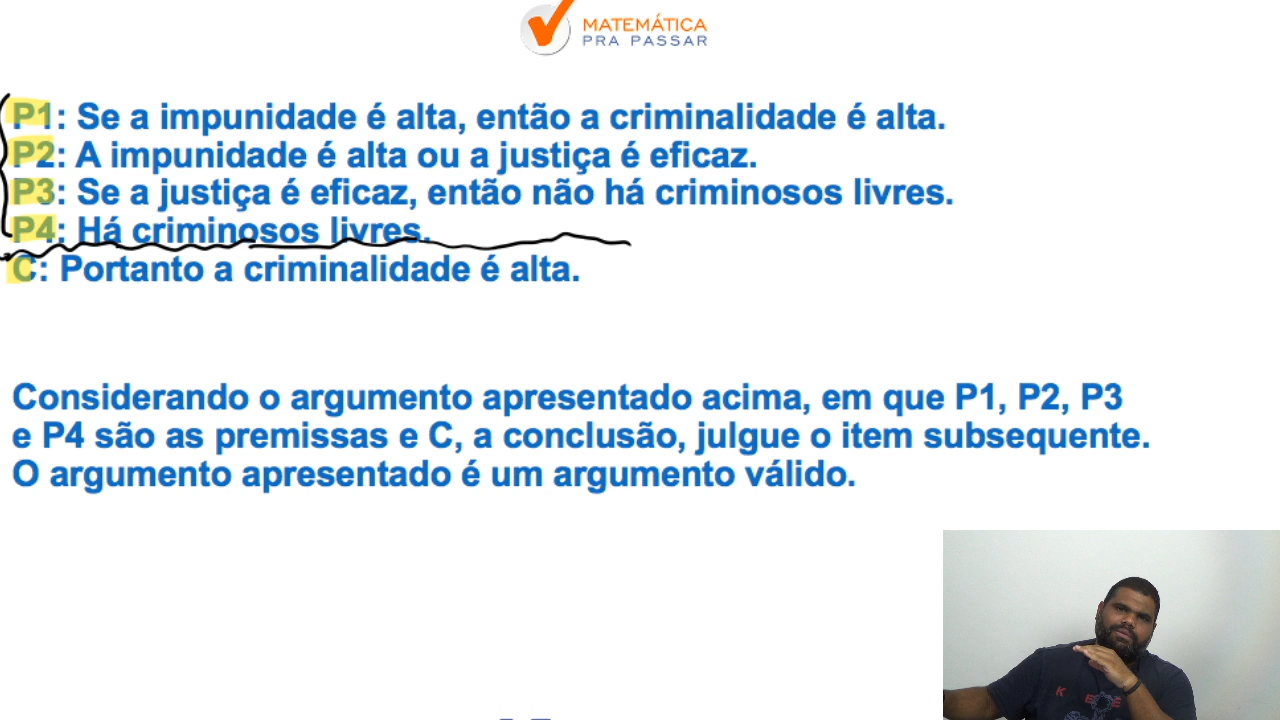 MATEMÁTICA
PRA PASSAR
P1: Se a impunidade é alta, então a criminalidade é alta.
P2: A impunidade é alta ou a justiça é eficaz.
P3: Se a justiça é eficaz, então não há criminosos livres.
P4: Há criminosos livres.
C: Portanto a criminalidade é alta.
Considerando o argumento apresentado acima, em que P1, P2, P3
e P4 são as premissas e C, a conclusão, julgue o item subsequente.
O argumento apresentado é um argumento válido.